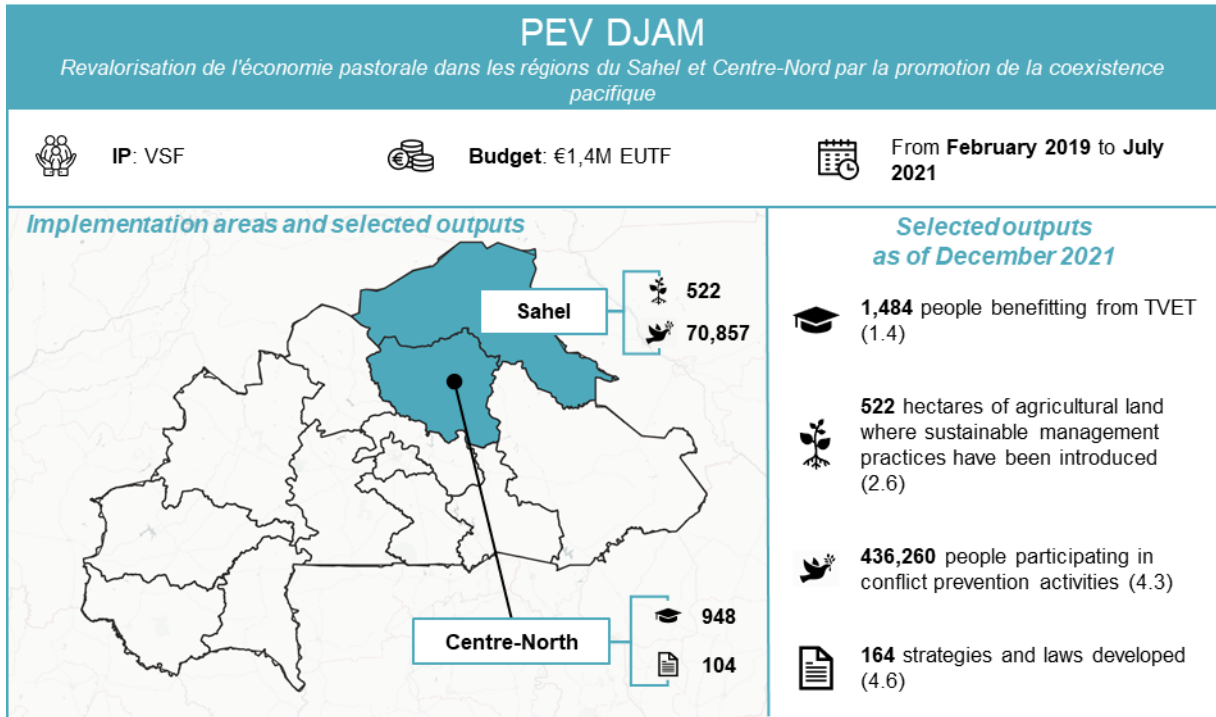 PEV DJAM
Revalorisation de l'économie pastorale dans les régions du Sahel et Centre-Nord par la promotion de la coexistence
pacifique
IP: VSF
Budget: €1,4M EUTF
From February 2019 to July
2021
Implementation areas and selected outputs
Sahel
522
70,857
Centre-North
948
104
Selected outputs
as of December 2021
1,484 people benefitting from TVET
(1.4)
522 hectares of agricultural land
where sustainable management
practices have been introduced
(2.6)
436,260 people participating in
conflict prevention activities (4.3)
164 strategies and laws developed
(4.6)